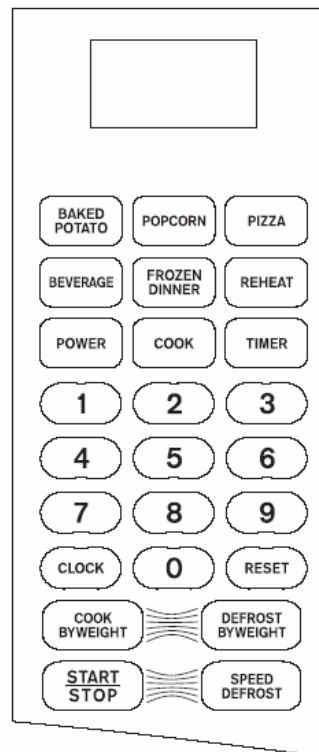 BAKED
POTATO
POPCORN
PIZZA
BEVERAGE
FROZEN
DINNER
REHEAT
POWER
COOK
TIMER
1
2
3
4
5
6
7
8
9
CLOCK
0
RESET
COOK
BYWEIGHT
DEFROST
BYWEIGHT
START
STOP
SPEED
DEFROST